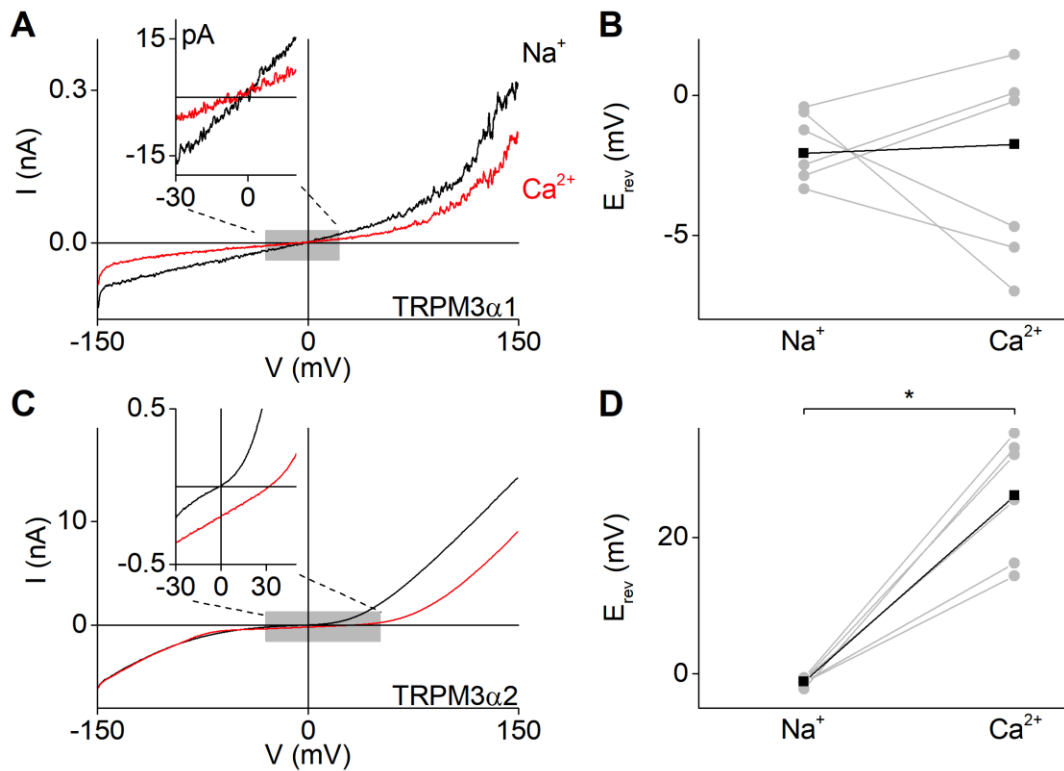 A
pA
15
-15
-30
0
Na⁺
Ca²⁺
0.3
0.0
I (nA)
TRPM3α1
-150
0
150
V (mV)
B
0
-5
E_rev (mV)
Na⁺
Ca²⁺
C
0.5
-0.5
-30
0
30
10
0
I (nA)
TRPM3α2
-150
0
150
V (mV)
D
*
20
0
E_rev (mV)
Na⁺
Ca²⁺